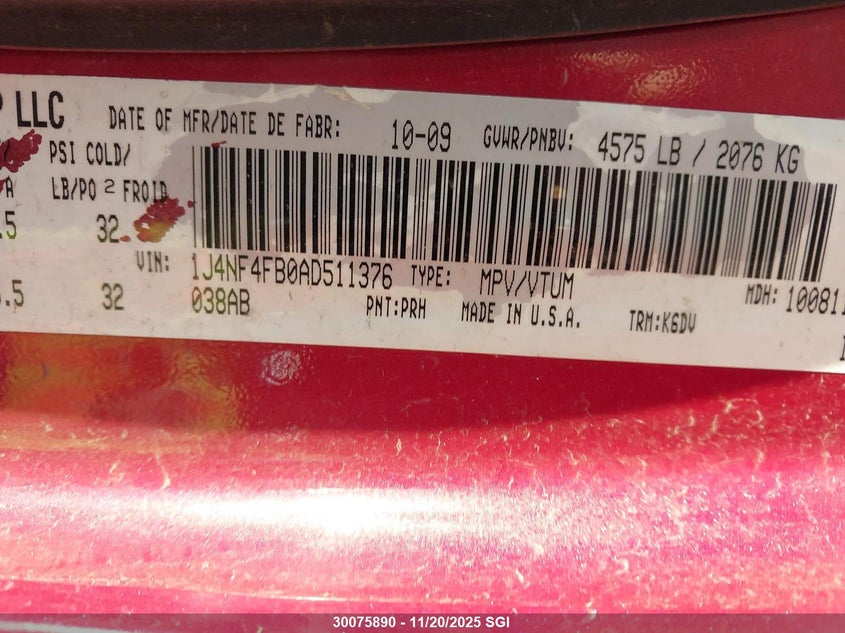 P LLC
DATE OF MFR/DATE DE FABR: 10-09 GVWR/PNBV: 4575 LB / 2076 KG
PSI COLD/
A LB/PO 2 FROID
.5 32
VIN: 1J4NF4FB0AD511376 TYPE: MPV/VTUM MDH: 10081
.5 32 038AB PNT:PRH MADE IN U.S.A. TRM:K6DV
30075890 - 11/20/2025 SGI